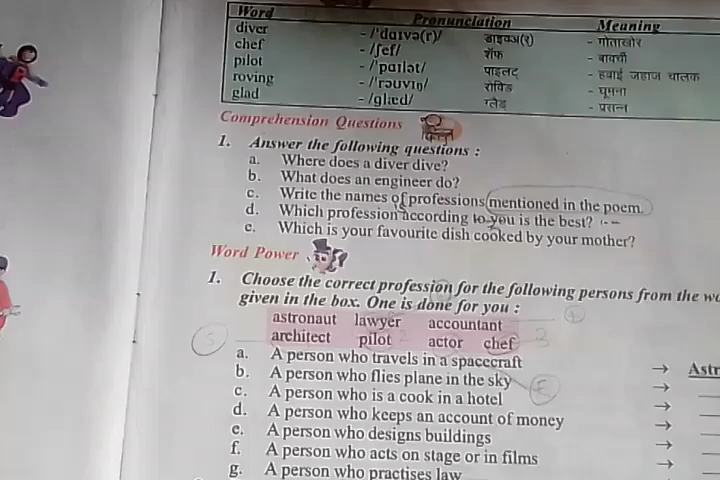 Word Pronunciation Meaning
diver - /'daɪvə(r)/ डाइवअ(र्) - गोताखोर
chef - /ʃef/ शॅफ - बावर्ची
pilot - /'paɪlət/ पाइलट् - हवाई जहाज चालक
roving - /'rəʊvɪŋ/ रोविङ - घूमना
glad - /glæd/ ग्लैड - प्रसन्न
Comprehension Questions
1. Answer the following questions :
a. Where does a diver dive?
b. What does an engineer do?
c. Write the names of professions mentioned in the poem.
d. Which profession according to you is the best?
e. Which is your favourite dish cooked by your mother?
Word Power
1. Choose the correct profession for the following persons from the
given in the box. One is done for you :
astronaut lawyer accountant
architect pilot actor chef
a. A person who travels in a spacecraft → Astr
b. A person who flies plane in the sky →
c. A person who is a cook in a hotel →
d. A person who keeps an account of money →
e. A person who designs buildings →
f. A person who acts on stage or in films →
g. A person who practises law